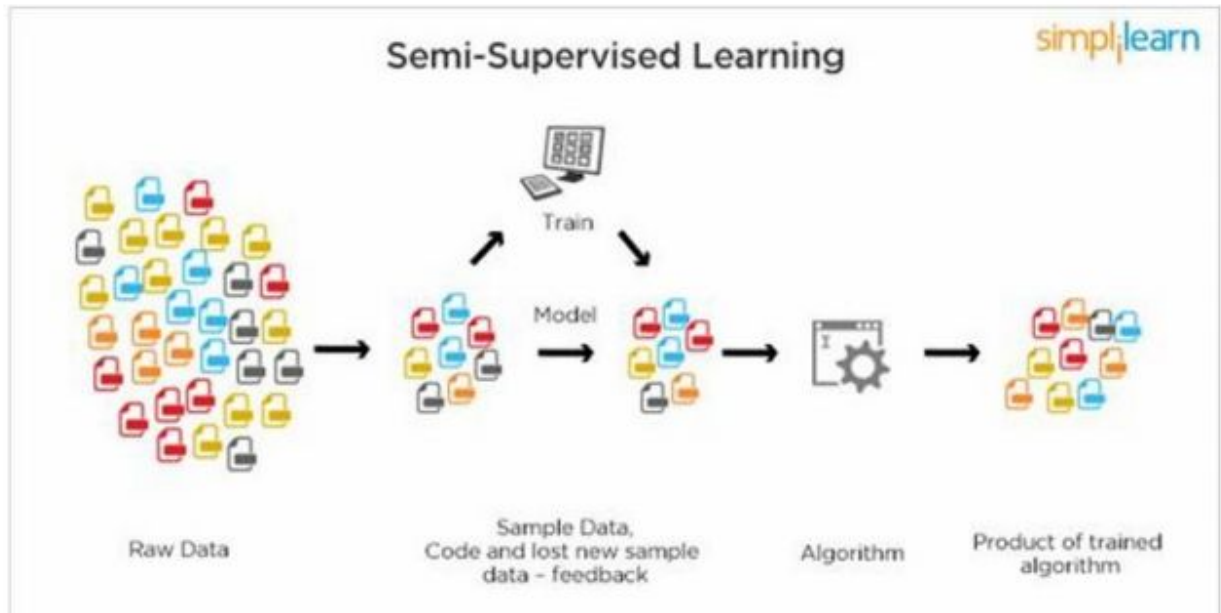 simplilearn
Semi-Supervised Learning
Train
Model
Raw Data
Sample Data,
Code and lost new sample
data – feedback
Algorithm
Product of trained
algorithm